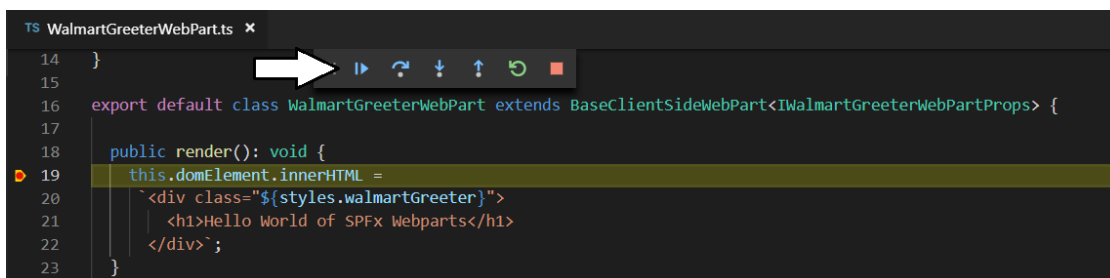 TS WalmartGreeterWebPart.ts ×
14 }
15
16 export default class WalmartGreeterWebPart extends BaseClientSideWebPart<IWalmartGreeterWebPartProps> {
17
18 public render(): void {
19 this.domElement.innerHTML =
20 `<div class="${styles.walmartGreeter}">
21 <h1>Hello World of SPFx Webparts</h1>
22 </div>`;
23 }